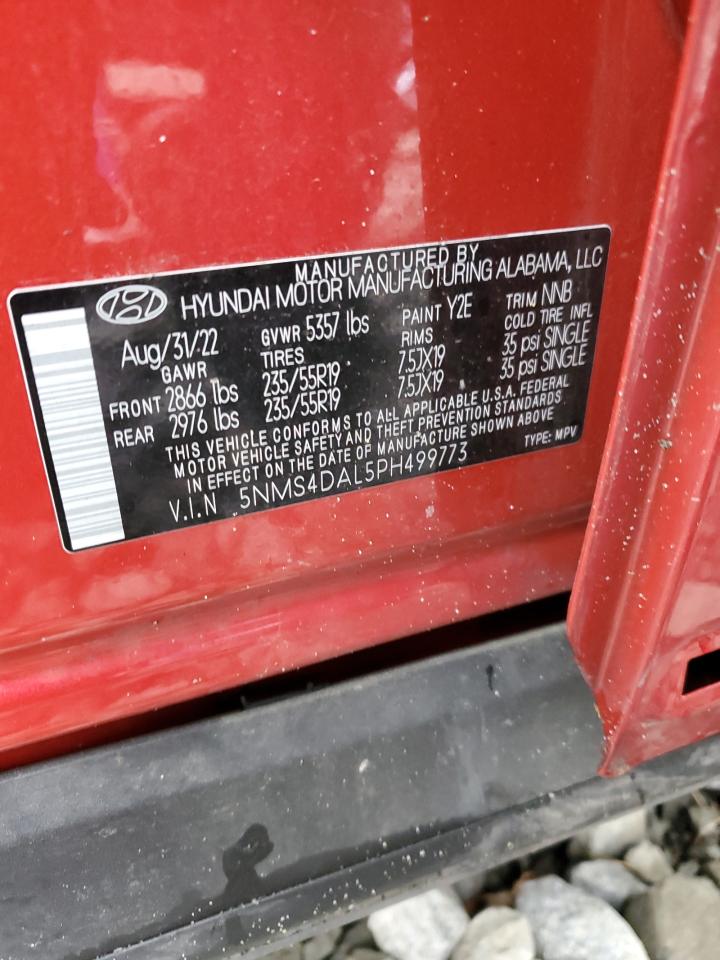 MANUFACTURED BY
HYUNDAI MOTOR MANUFACTURING ALABAMA, LLC
Aug/31/22 GVWR 5357 lbs PAINT Y2E TRIM NNB
GAWR TIRES RIMS COLD TIRE INFL
FRONT 2866 lbs 235/55R19 7.5JX19 35 psi SINGLE
REAR 2976 lbs 235/55R19 7.5JX19 35 psi SINGLE
THIS VEHICLE CONFORMS TO ALL APPLICABLE U.S.A. FEDERAL
MOTOR VEHICLE SAFETY AND THEFT PREVENTION STANDARDS
IN EFFECT ON THE DATE OF MANUFACTURE SHOWN ABOVE
V.I.N 5NMS4DAL5PH499773 TYPE: MPV